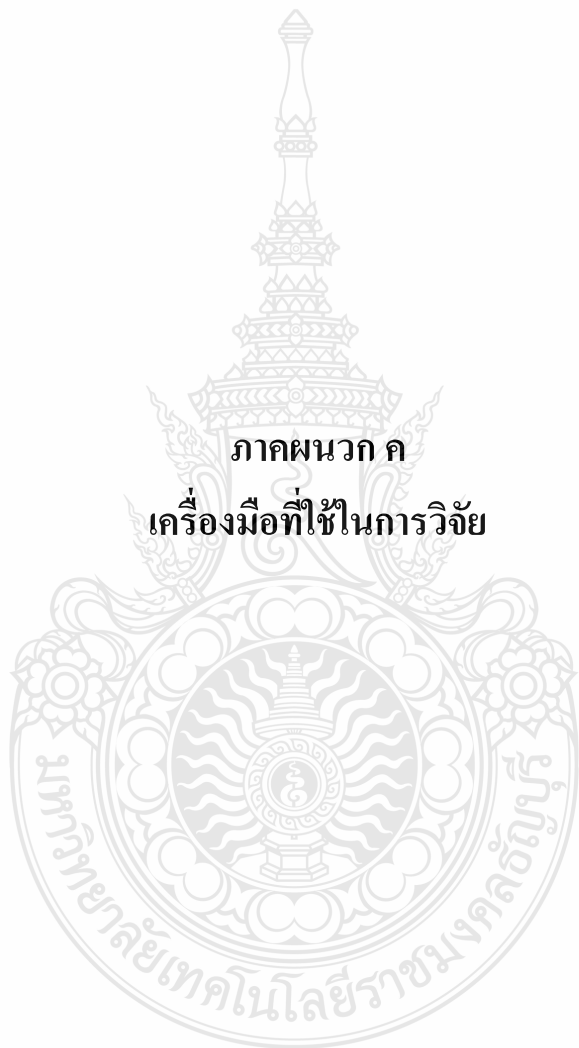 ภาคผนวก ค
เครื่องมือที่ใช้ในการวิจัย
มหาวิทยาลัยเทคโนโลยีราชมงคลธัญบุรี